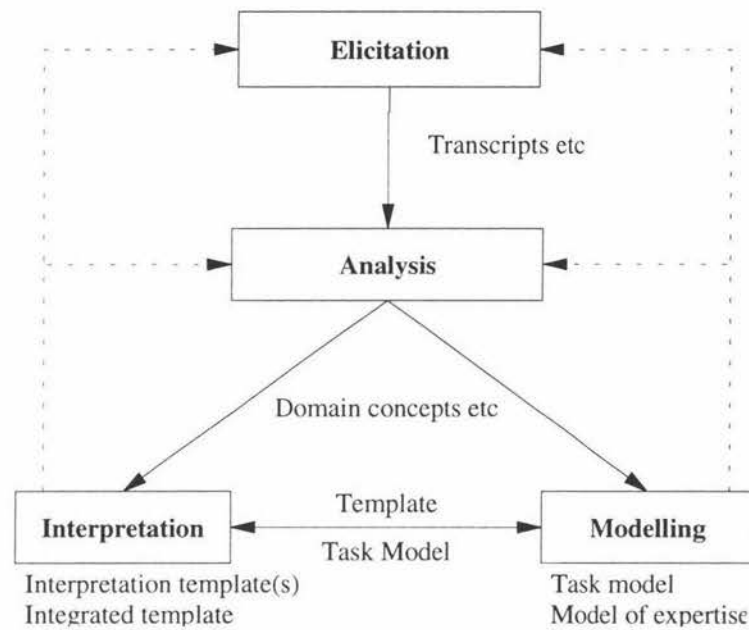 Elicitation
Transcripts etc
Analysis
Domain concepts etc
Interpretation
Template
Task Model
Modelling
Interpretation template(s)
Integrated template
Task model
Model of expertise